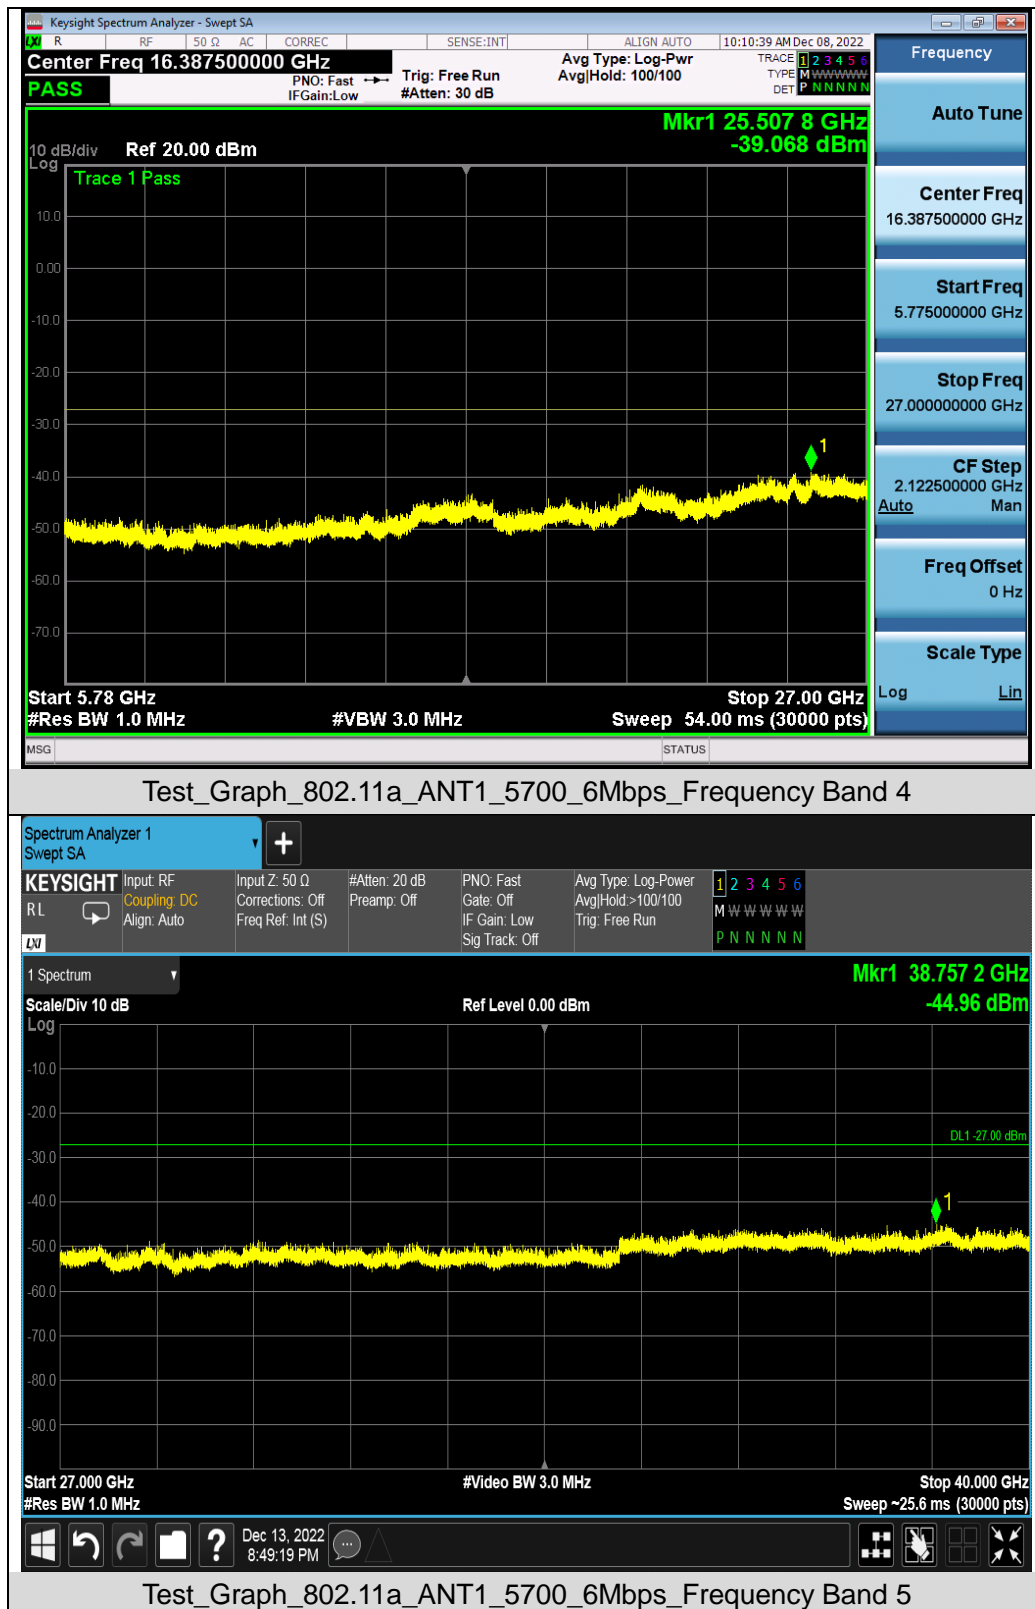 Keysight Spectrum Analyzer - Swept SA
LXI R RF 50 Ω AC CORREC SENSE:INT ALIGN AUTO 10:10:39 AM Dec 08, 2022
Center Freq 16.387500000 GHz
PASS
PNO: Fast
IFGain:Low
Trig: Free Run
#Atten: 30 dB
Avg Type: Log-Pwr
Avg|Hold: 100/100
TRACE 1 2 3 4 5 6
TYPE M W W W W W
DET P N N N N N
Mkr1 25.507 8 GHz
-39.068 dBm
10 dB/div Ref 20.00 dBm
Log
Trace 1 Pass
10.0
0.00
-10.0
-20.0
-30.0
1
-40.0
-50.0
-60.0
-70.0
Start 5.78 GHz Stop 27.00 GHz
#Res BW 1.0 MHz #VBW 3.0 MHz Sweep 54.00 ms (30000 pts)
MSG STATUS
Frequency
Auto Tune
Center Freq
16.387500000 GHz
Start Freq
5.775000000 GHz
Stop Freq
27.000000000 GHz
CF Step
2.122500000 GHz
Auto Man
Freq Offset
0 Hz
Scale Type
Log Lin
Test_Graph_802.11a_ANT1_5700_6Mbps_Frequency Band 4
Spectrum Analyzer 1
Swept SA
+
KEYSIGHT
R L
LXI
Input: RF
Coupling: DC
Align: Auto
Input Z: 50 Ω
Corrections: Off
Freq Ref: Int (S)
#Atten: 20 dB
Preamp: Off
PNO: Fast
Gate: Off
IF Gain: Low
Sig Track: Off
Avg Type: Log-Power
Avg|Hold:>100/100
Trig: Free Run
1 2 3 4 5 6
M W W W W W
P N N N N N
1 Spectrum
Mkr1 38.757 2 GHz
-44.96 dBm
Scale/Div 10 dB Ref Level 0.00 dBm
Log
-10.0
-20.0
DL1 -27.00 dBm
-30.0
-40.0
1
-50.0
-60.0
-70.0
-80.0
-90.0
Start 27.000 GHz #Video BW 3.0 MHz Stop 40.000 GHz
#Res BW 1.0 MHz Sweep ~25.6 ms (30000 pts)
? Dec 13, 2022
8:49:19 PM
Test_Graph_802.11a_ANT1_5700_6Mbps_Frequency Band 5